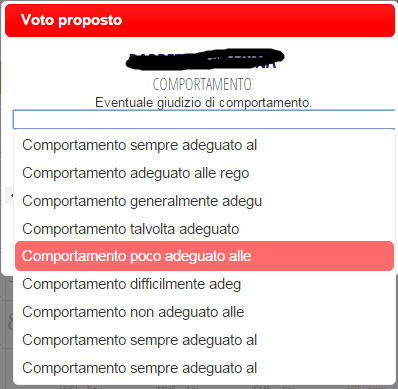 Voto proposto
COMPORTAMENTO
Eventuale giudizio di comportamento.
Comportamento sempre adeguato al
Comportamento adeguato alle rego
Comportamento generalmente adegu
Comportamento talvolta adeguato
Comportamento poco adeguato alle
Comportamento difficilmente adeg
Comportamento non adeguato alle
Comportamento sempre adeguato al
Comportamento sempre adeguato al